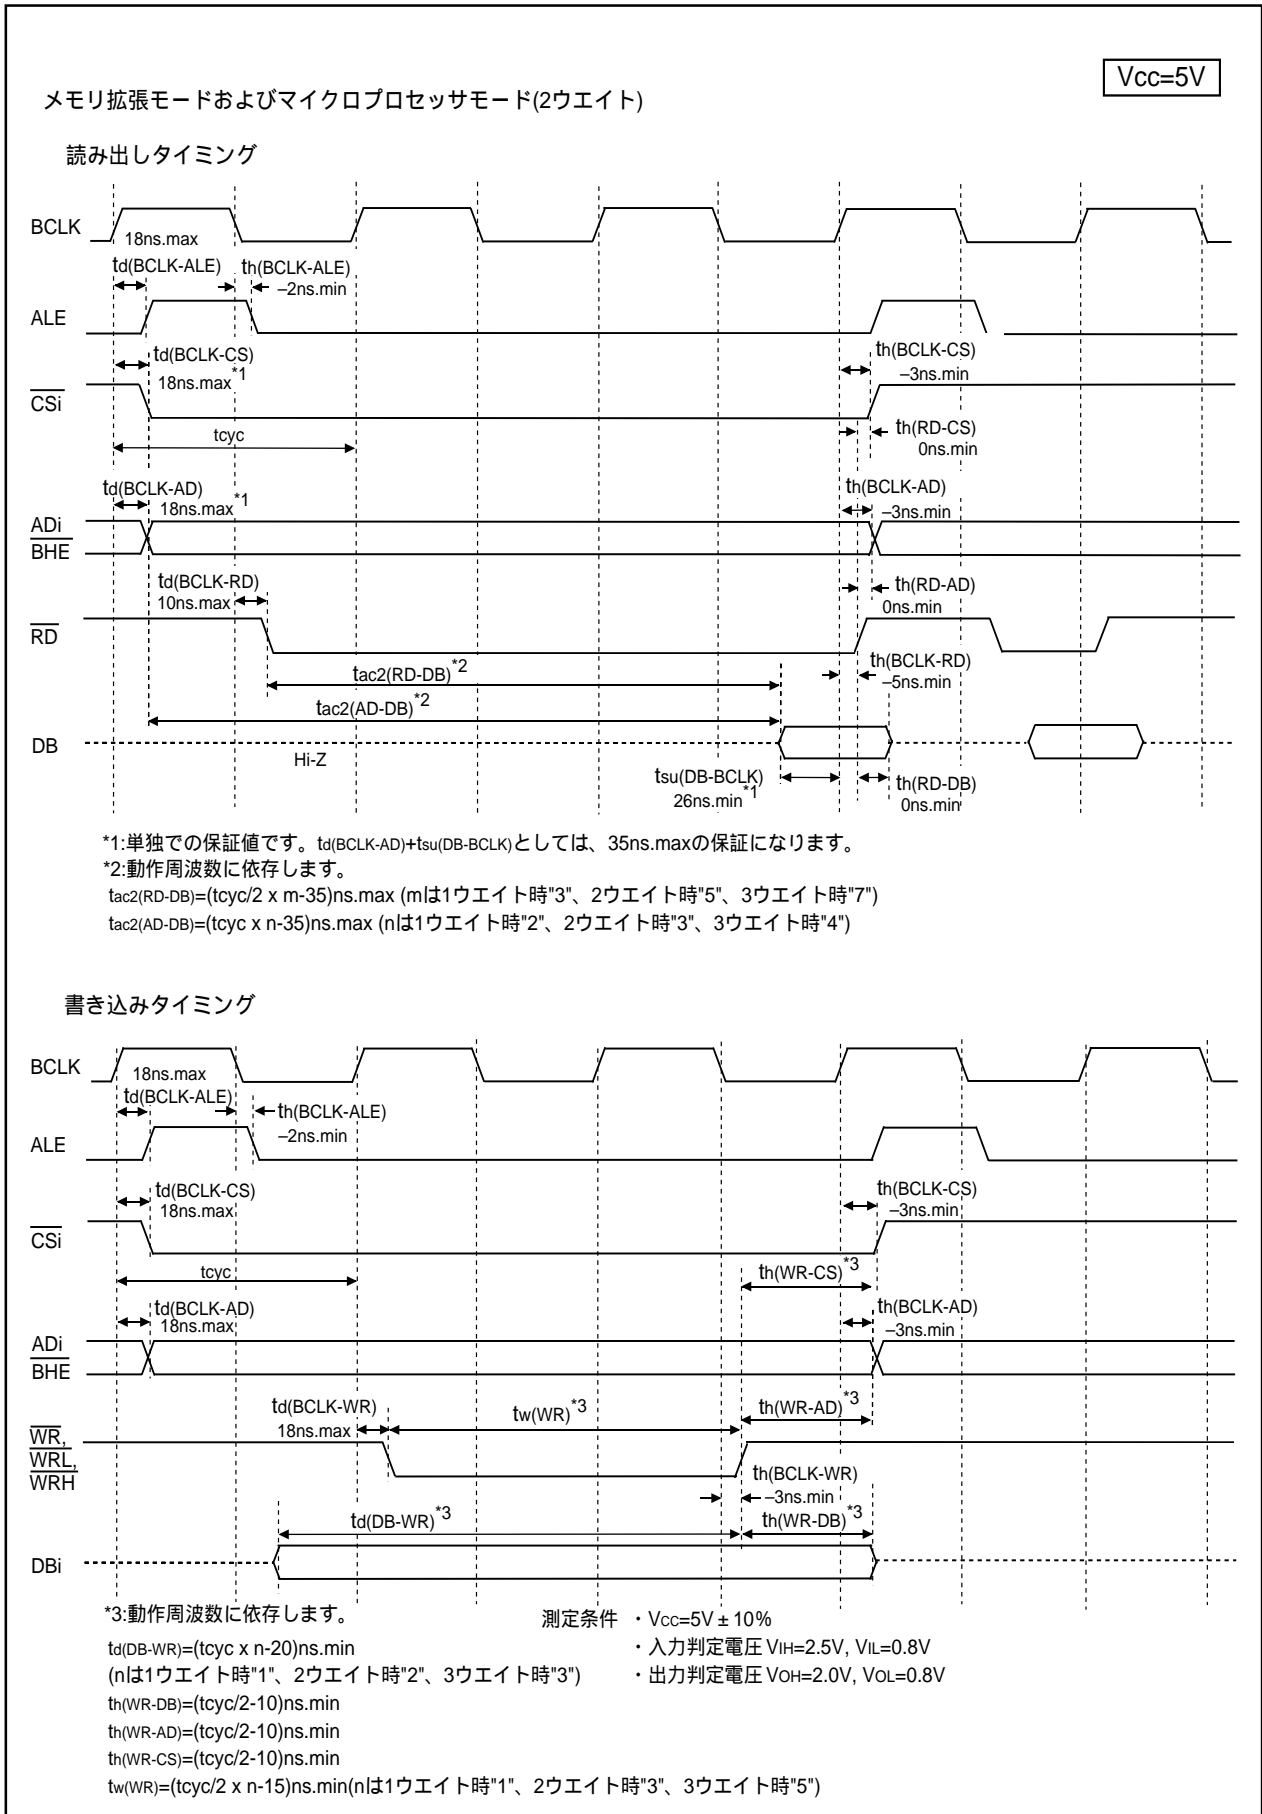 Vcc=5V
メモリ拡張モードおよびマイクロプロセッサモード(2ウエイト)
読み出しタイミング
BCLK
18ns.max
td(BCLK-ALE)
th(BCLK-ALE)
–2ns.min
ALE
td(BCLK-CS)
18ns.max*1
th(BCLK-CS)
–3ns.min
CSi
tcyc
th(RD-CS)
0ns.min
td(BCLK-AD)
18ns.max*1
th(BCLK-AD)
–3ns.min
ADi
BHE
td(BCLK-RD)
10ns.max
th(RD-AD)
0ns.min
RD
tac2(RD-DB)*2
th(BCLK-RD)
–5ns.min
tac2(AD-DB)*2
DB
Hi-Z
tsu(DB-BCLK)
26ns.min*1
th(RD-DB)
0ns.min
*1:単独での保証値です。td(BCLK-AD)+tsu(DB-BCLK)としては、35ns.maxの保証になります。
*2:動作周波数に依存します。
tac2(RD-DB)=(tcyc/2 x m-35)ns.max (mは1ウエイト時"3"、2ウエイト時"5"、3ウエイト時"7")
tac2(AD-DB)=(tcyc x n-35)ns.max (nは1ウエイト時"2"、2ウエイト時"3"、3ウエイト時"4")
書き込みタイミング
BCLK
18ns.max
td(BCLK-ALE)
th(BCLK-ALE)
–2ns.min
ALE
td(BCLK-CS)
18ns.max
th(BCLK-CS)
–3ns.min
CSi
tcyc
th(WR-CS)*3
td(BCLK-AD)
18ns.max
th(BCLK-AD)
–3ns.min
ADi
BHE
td(BCLK-WR)
18ns.max
tw(WR)*3
th(WR-AD)*3
WR,
WRL,
WRH
th(BCLK-WR)
–3ns.min
td(DB-WR)*3
th(WR-DB)*3
DBi
*3:動作周波数に依存します。
td(DB-WR)=(tcyc x n-20)ns.min
(nは1ウエイト時"1"、2ウエイト時"2"、3ウエイト時"3")
th(WR-DB)=(tcyc/2-10)ns.min
th(WR-AD)=(tcyc/2-10)ns.min
th(WR-CS)=(tcyc/2-10)ns.min
tw(WR)=(tcyc/2 x n-15)ns.min(nは1ウエイト時"1"、2ウエイト時"3"、3ウエイト時"5")
測定条件 ・VCC=5V±10%
・入力判定電圧 VIH=2.5V, VIL=0.8V
・出力判定電圧 VOH=2.0V, VOL=0.8V